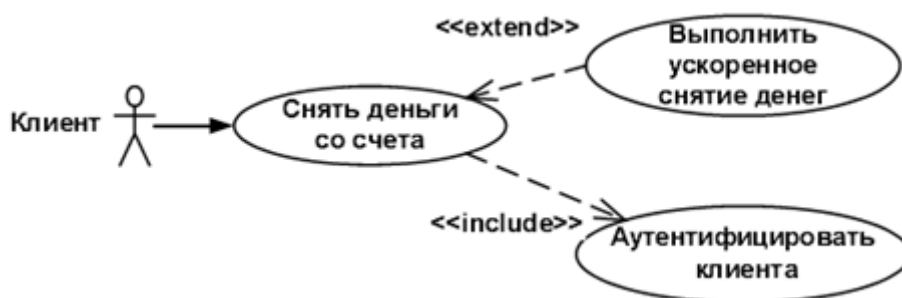 <<extend>>
Выполнить
ускоренное
снятие денег
Клиент
Снять деньги
со счета
<<include>>
Аутентифицировать
клиента